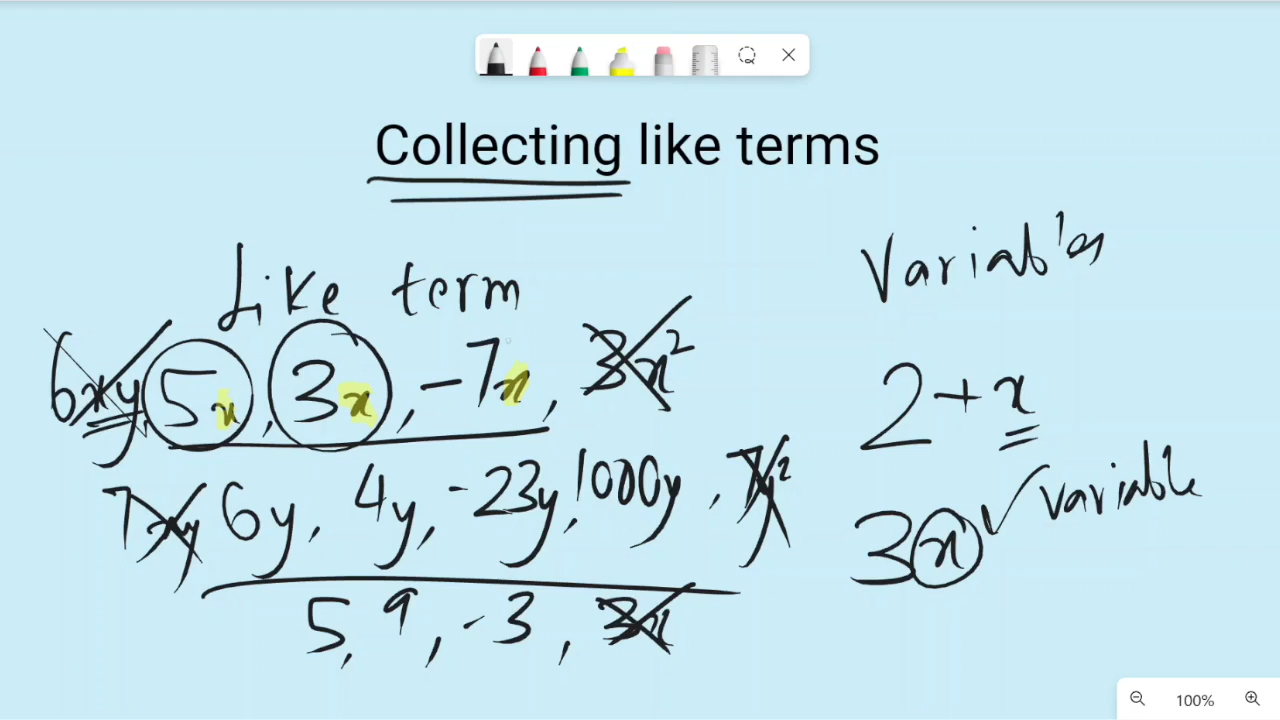 Collecting like terms
Like term
Variables
6xy, 5x, 3x, -7x, 3x²
2 + x
7xy 6y, 4y, -23y, 1000y, 7y²
variable
3x
5, 9, -3, 3x
100%